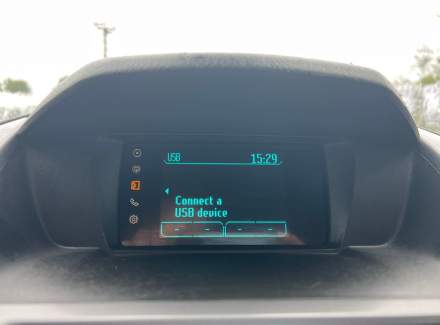 USB 15:29
Connect a
USB device
- - - -